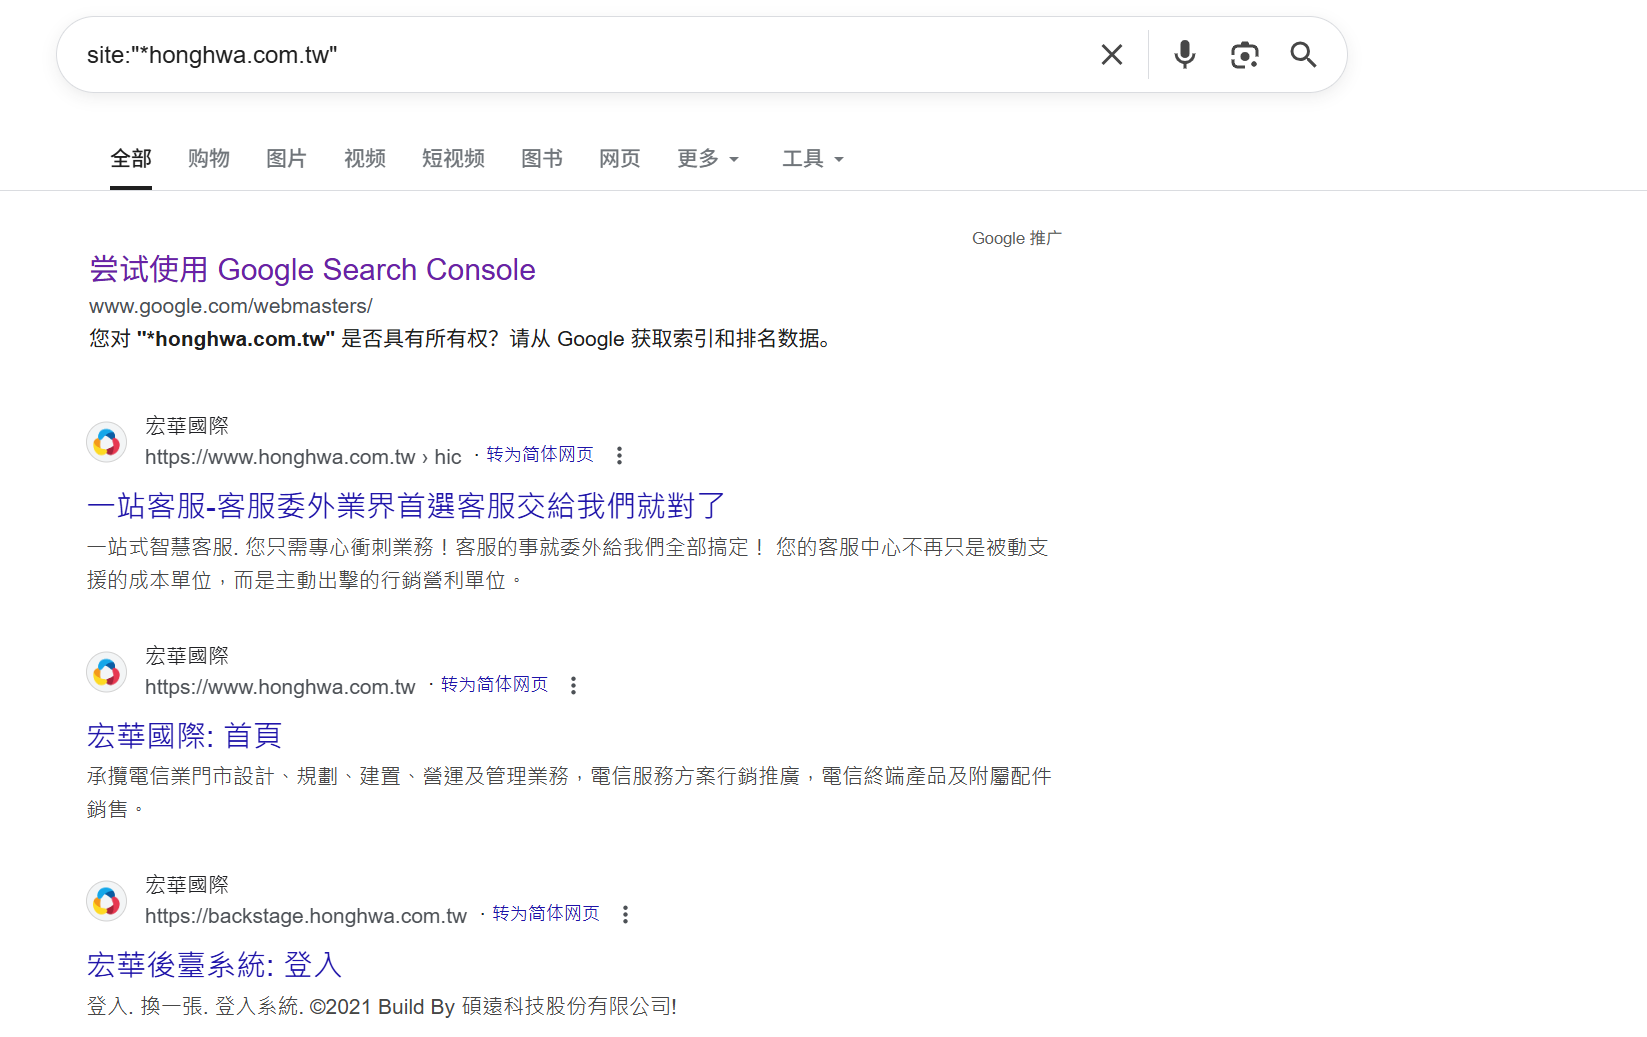 site:"*honghwa.com.tw"
全部 购物 图片 视频 短视频 图书 网页 更多 工具
Google 推广
尝试使用 Google Search Console
www.google.com/webmasters/
您对 "*honghwa.com.tw" 是否具有所有权？请从 Google 获取索引和排名数据。
宏華國際
https://www.honghwa.com.tw › hic · 转为简体网页
一站客服-客服委外業界首選客服交給我們就對了
一站式智慧客服. 您只需專心衝刺業務！客服的事就委外給我們全部搞定！ 您的客服中心不再只是被動支
援的成本單位，而是主動出擊的行銷營利單位。
宏華國際
https://www.honghwa.com.tw · 转为简体网页
宏華國際: 首頁
承攬電信業門市設計、規劃、建置、營運及管理業務，電信服務方案行銷推廣，電信終端產品及附屬配件
銷售。
宏華國際
https://backstage.honghwa.com.tw · 转为简体网页
宏華後臺系統: 登入
登入. 換一張. 登入系統. ©2021 Build By 碩遠科技股份有限公司!